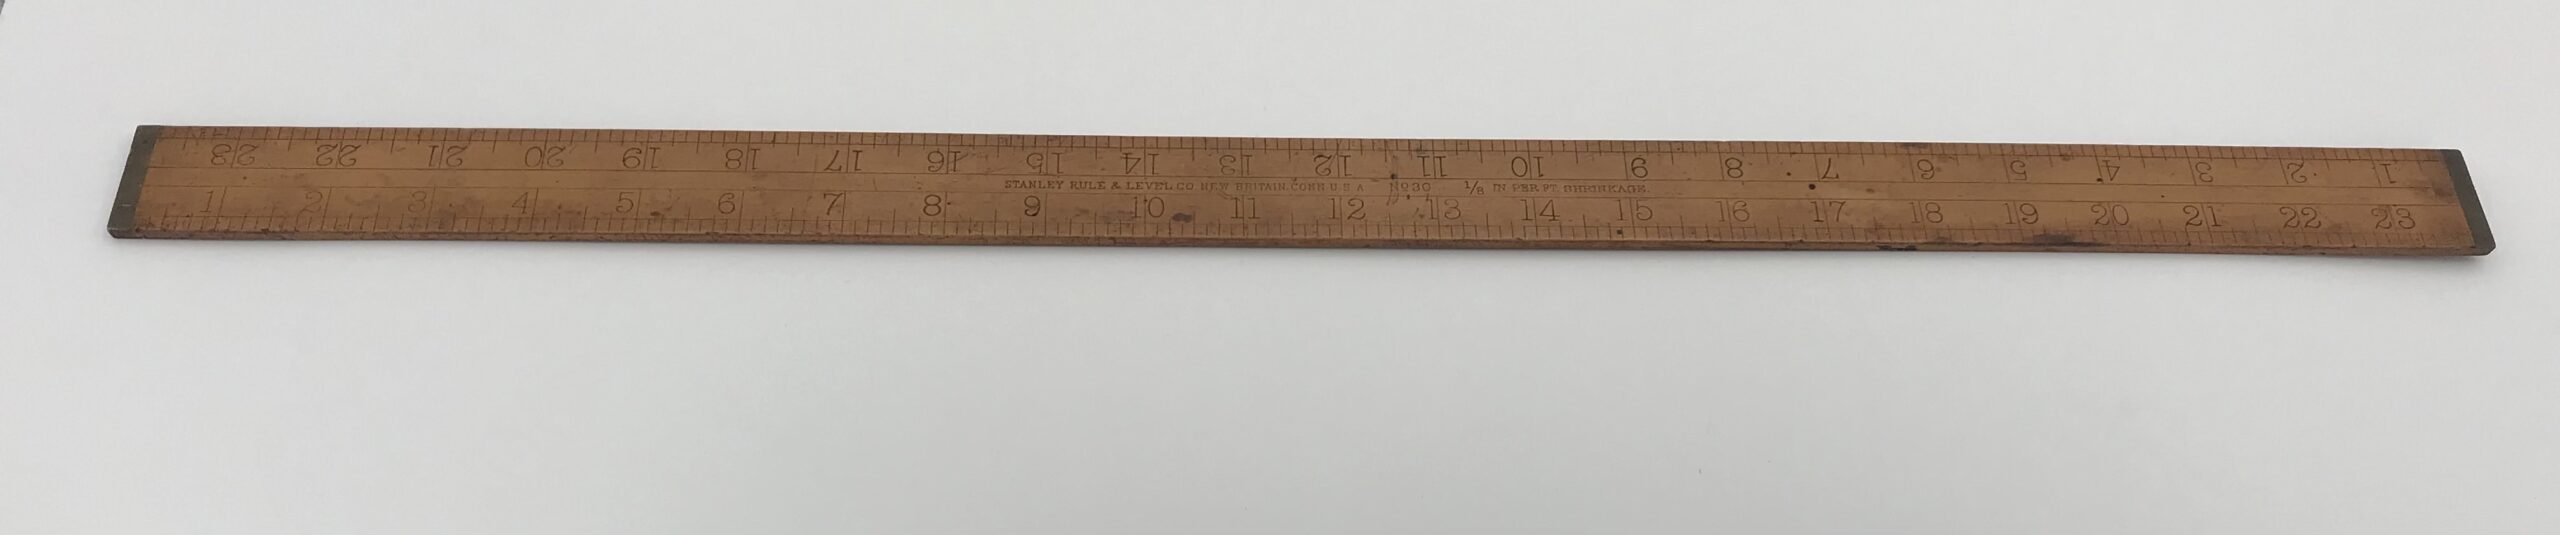 23 22 21 20 19 18 17 16 15 14 13 12 11 10 9 8 7 6 5 4 3 2 1
STANLEY RULE & LEVEL CO NEW BRITAIN, CONN U.S.A No 30 1/8 IN PER FT. SHRINKAGE.
1 2 3 4 5 6 7 8 9 10 11 12 13 14 15 16 17 18 19 20 21 22 23